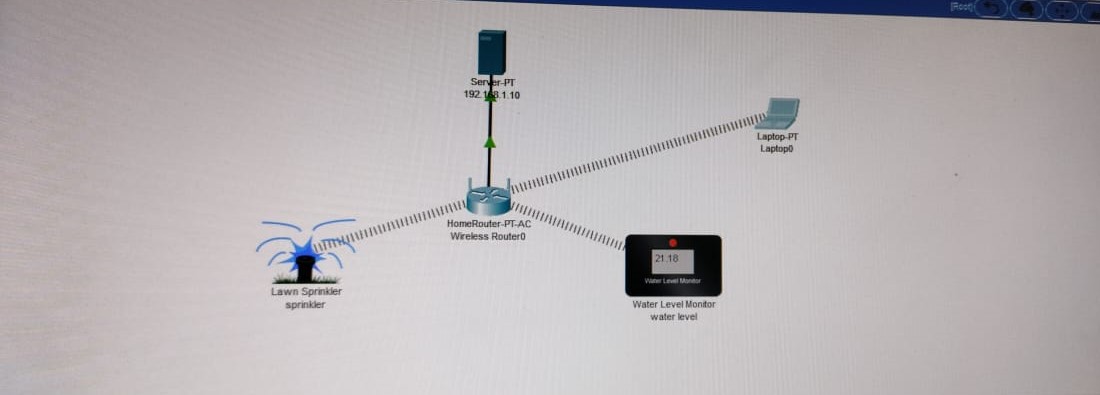 [Root]
Server-PT
192.168.1.10
Laptop-PT
Laptop0
HomeRouter-PT-AC
Wireless Router0
21.18
Water Level Monitor
Lawn Sprinkler
sprinkler
Water Level Monitor
water level